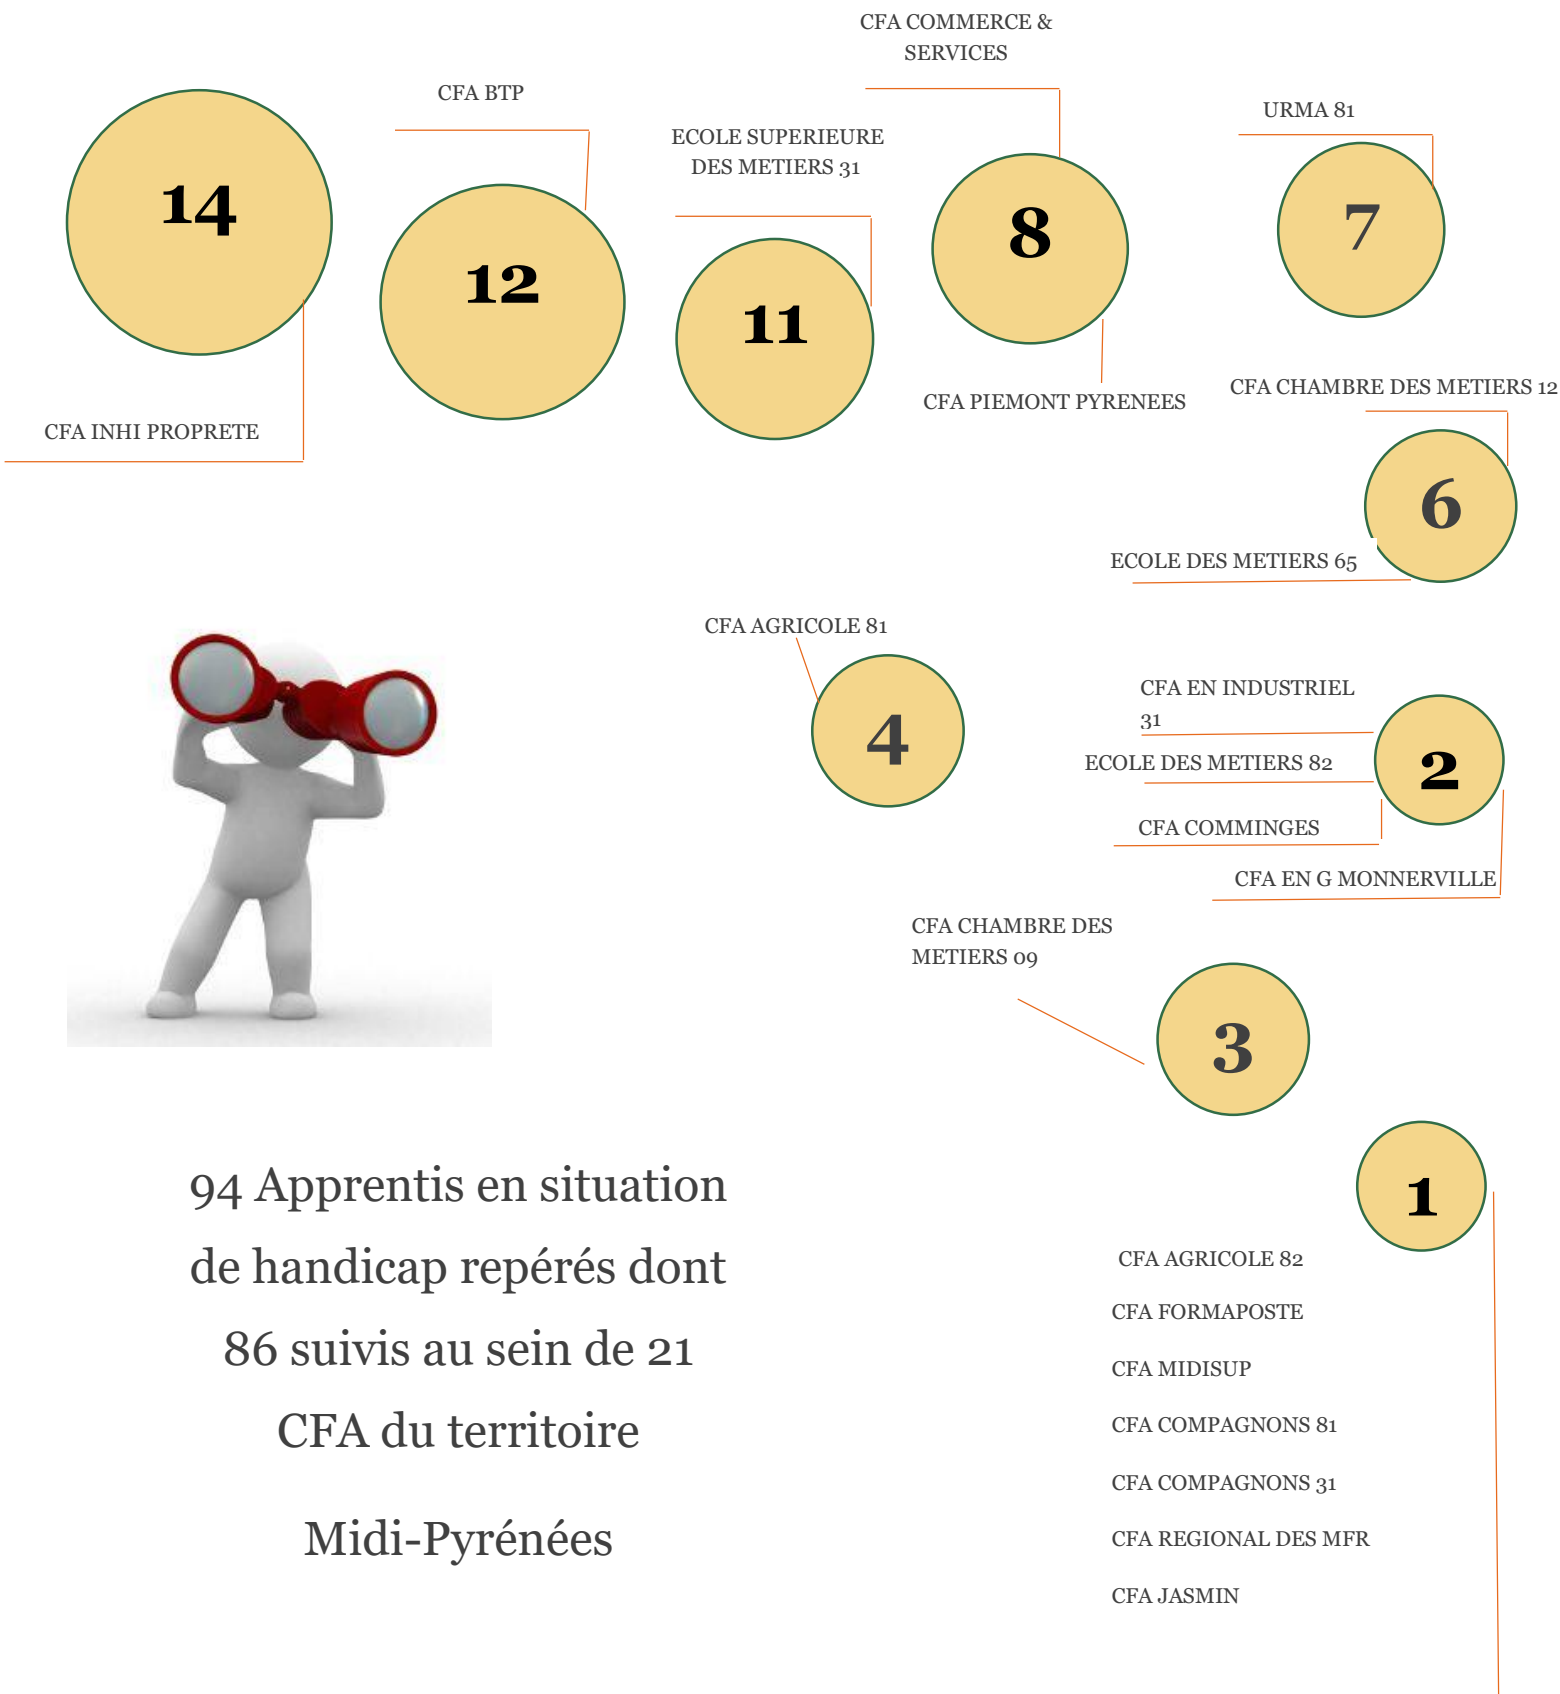 CFA COMMERCE &
SERVICES
CFA BTP
URMA 81
ECOLE SUPERIEURE
DES METIERS 31
14
12
11
8
7
CFA INHI PROPRETE
CFA PIEMONT PYRENEES
CFA CHAMBRE DES METIERS 12
6
ECOLE DES METIERS 65
CFA AGRICOLE 81
4
CFA EN INDUSTRIEL
31
ECOLE DES METIERS 82
2
CFA COMMINGES
CFA EN G MONNERVILLE
CFA CHAMBRE DES
METIERS 09
3
1
94 Apprentis en situation
de handicap repérés dont
86 suivis au sein de 21
CFA du territoire
Midi-Pyrénées
CFA AGRICOLE 82
CFA FORMAPOSTE
CFA MIDISUP
CFA COMPAGNONS 81
CFA COMPAGNONS 31
CFA REGIONAL DES MFR
CFA JASMIN